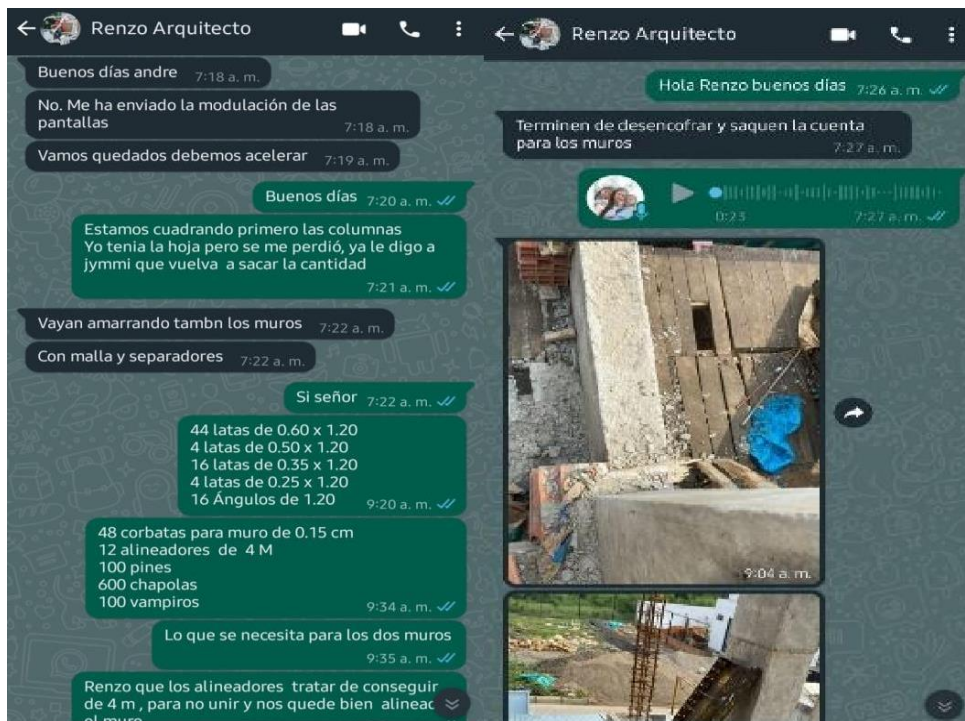 Renzo Arquitecto
Buenos días andre 7:18 a. m.
No. Me ha enviado la modulación de las
pantallas
7:18 a. m.
Vamos quedados debemos acelerar 7:19 a. m.
Buenos días 7:20 a. m.
Estamos cuadrando primero las columnas
Yo tenia la hoja pero se me perdió, ya le digo a
jymmi que vuelva a sacar la cantidad
7:21 a. m.
Vayan amarrando tambn los muros 7:22 a. m.
Con malla y separadores 7:22 a. m.
Si señor 7:22 a. m.
44 latas de 0.60 x 1.20
4 latas de 0.50 x 1.20
16 latas de 0.35 x 1.20
4 latas de 0.25 x 1.20
16 Ángulos de 1.20
9:20 a. m.
48 corbatas para muro de 0.15 cm
12 alineadores de 4 M
100 pines
600 chapolas
100 vampiros
9:34 a. m.
Lo que se necesita para los dos muros
9:35 a. m.
Renzo que los alineadores tratar de conseguir
de 4 m , para no unir y nos quede bien alinead
el muro
Renzo Arquitecto
Hola Renzo buenos días 7:26 a. m.
Terminen de desencofrar y saquen la cuenta
para los muros
7:27 a. m.
0:23 7:27 a. m.
9:04 a. m.